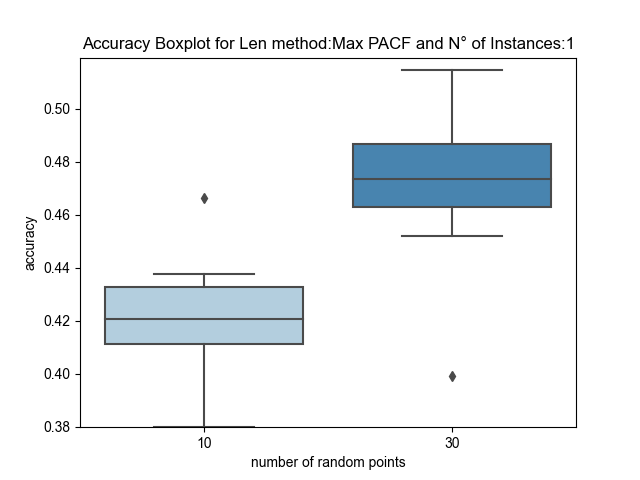 Accuracy Boxplot for Len method:Max PACF and N° of Instances:1
0.50
0.48
0.46
0.44
0.42
0.40
0.38
accuracy
10 30
number of random points